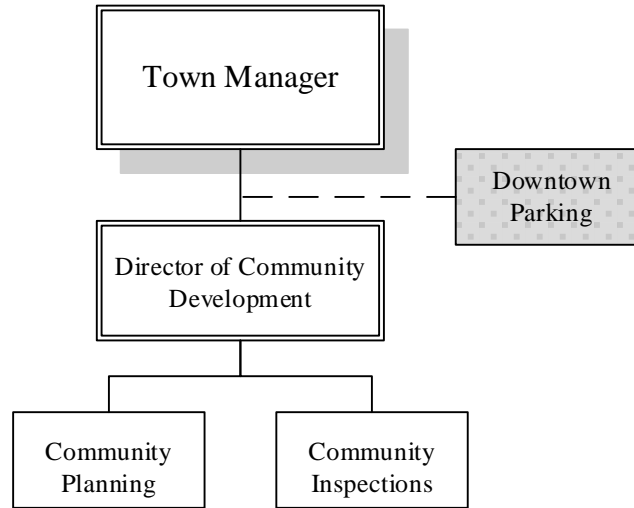 Town Manager
Downtown
Parking
Director of Community
Development
Community
Planning
Community
Inspections